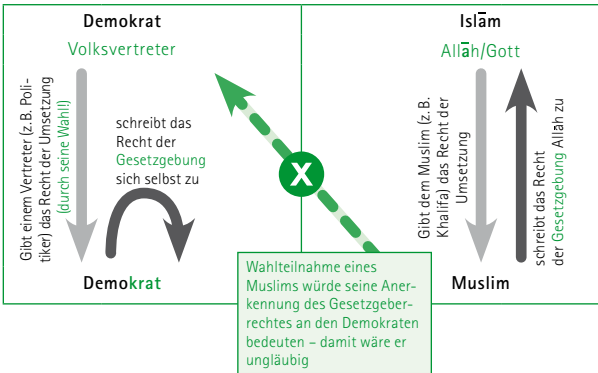 Demokrat
Volksvertreter
Gibt einem Vertreter (z.B. Poli-
tiker) das Recht der Umsetzung
(durch seine Wahl!)
schreibt das
Recht der
Gesetzgebung
sich selbst zu
Demokrat
Islām
Allāh/Gott
Gibt dem Muslim (z.B.
Khalifa) das Recht der
Umsetzung
schreibt das Recht
der Gesetzgebung Allāh zu
Muslim
X
Wahlteilnahme eines
Muslims würde seine Aner-
kennung des Gesetzgeber-
rechtes an den Demokraten
bedeuten – damit wäre er
ungläubig